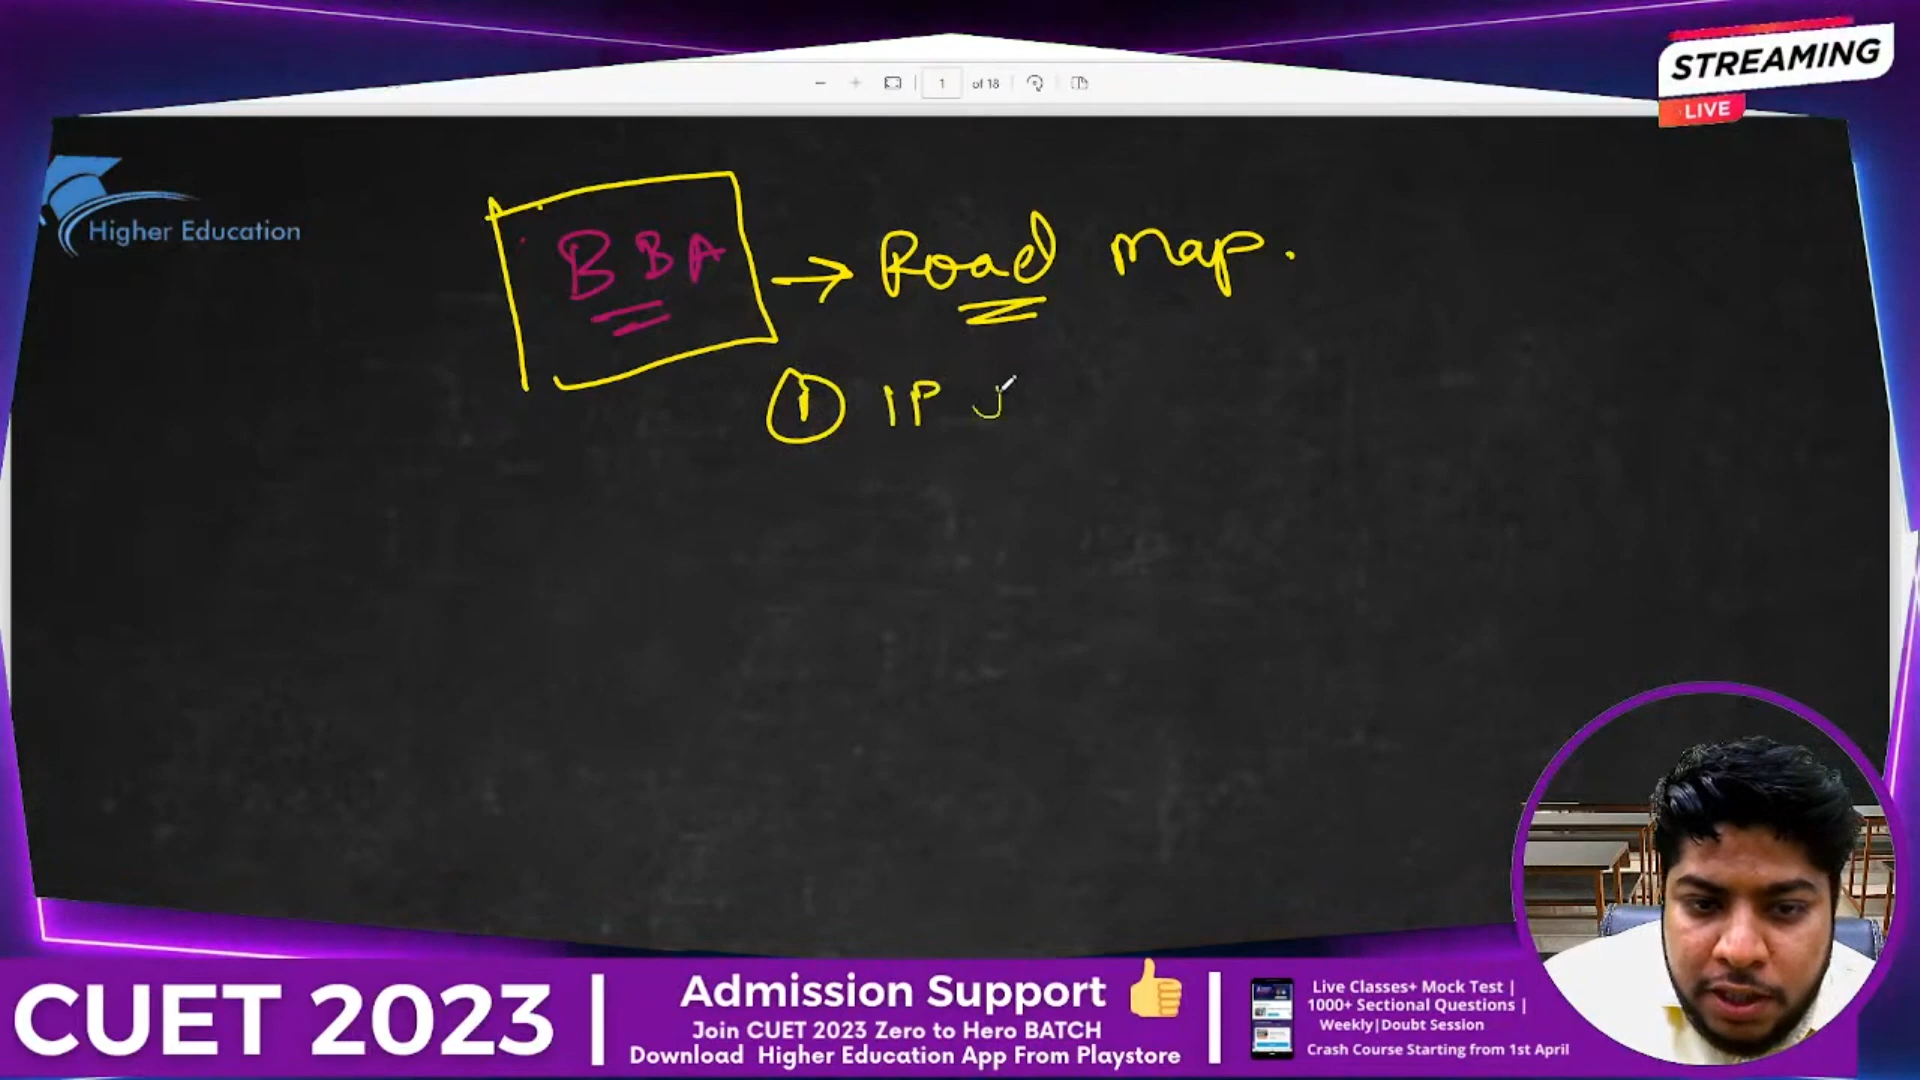 STREAMING
LIVE
1 of 18
Higher Education
BBA → Road Map.
① IP
CUET 2023
Admission Support
Join CUET 2023 Zero to Hero BATCH
Download Higher Education App From Playstore
Live Classes+ Mock Test |
1000+ Sectional Questions |
Weekly|Doubt Session
Crash Course Starting from 1st April